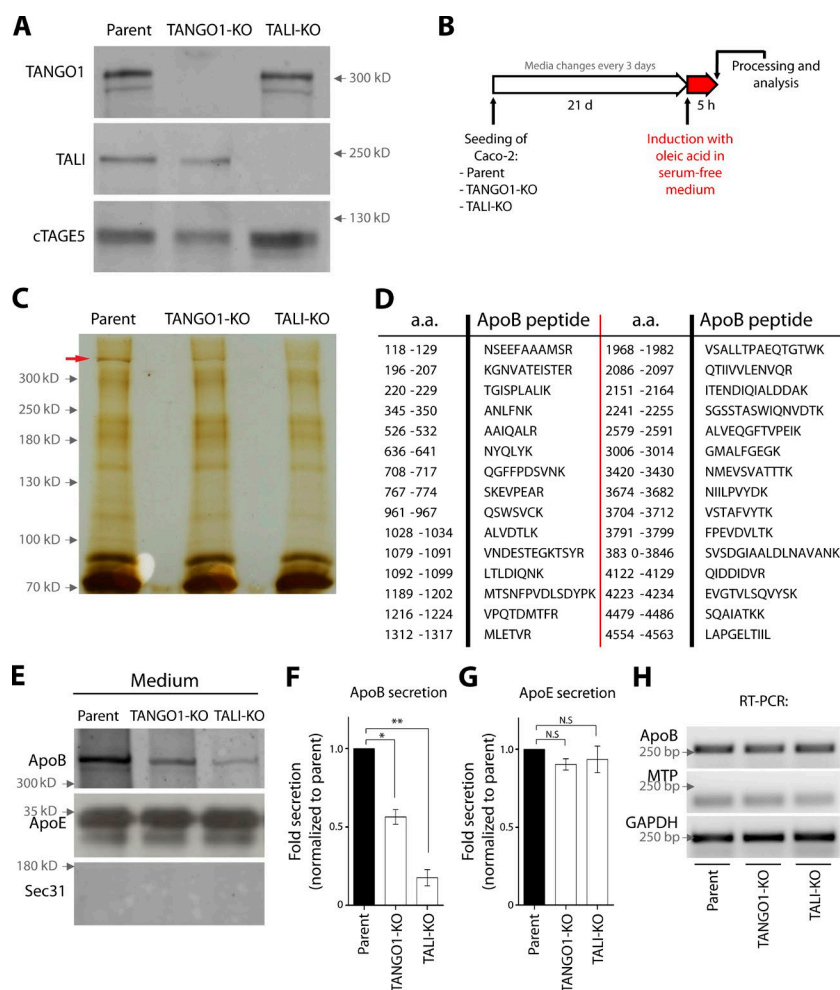 A
Parent TANGO1-KO TALI-KO
TANGO1
300 kD
TALI
250 kD
130 kD
cTAGE5
B
Media changes every 3 days
Processing and
analysis
21 d
5 h
Seeding of
Caco-2:
- Parent
- TANGO1-KO
- TALI-KO
Induction with
oleic acid in
serum-free
medium
C
Parent TANGO1-KO TALI-KO
300 kD
250 kD
180 kD
130 kD
100 kD
70 kD
D
a.a. ApoB peptide a.a. ApoB peptide
118 -129 NSEEFAAAMSR 1968 -1982 VSALLTPAEQTGTWK
196 -207 KGNVATEISTER 2086 -2097 QTIIVVLENVQR
220 -229 TGISPLALIK 2151 -2164 ITENDIQIALDDAK
345 -350 ANLFNK 2241 -2255 SGSSTASWIQNVDTK
526 -532 AAIQALR 2579 -2591 ALVEQGFTVPEIK
636 -641 NYQLYK 3006 -3014 GMALFGEGK
708 -717 QGFFPDSVNK 3420 -3430 NMEVSVATTTK
767 -774 SKEVPEAR 3674 -3682 NIILPVYDK
961 -967 QSWSVCK 3704 -3712 VSTAFVYTK
1028 -1034 ALVDTLK 3791 -3799 FPEVDVLTK
1079 -1091 VNDESTEGKTSYR 383 0-3846 SVSDGIAALDLNAVANK
1092 -1099 LTLDIQNK 4122 -4129 QIDDIDVR
1189 -1202 MTSNFPVDLSDYPK 4223 -4234 EVGTVLSQVYSK
1216 -1224 VPQTDMTFR 4479 -4486 SQAIATKK
1312 -1317 MLETVR 4554 -4563 LAPGELTIIL
E
Medium
Parent TANGO1-KO TALI-KO
ApoB
300 kD
35 kD
ApoE
180 kD
Sec31
F
ApoB secretion
**
*
1.0
0.5
0
Fold secretion
(normalized to parent)
Parent
TANGO1-KO
TALI-KO
G
ApoE secretion
N.S
N.S
1.0
0.5
0
Fold secretion
(normalized to parent)
Parent
TANGO1-KO
TALI-KO
H
RT-PCR:
ApoB
250 bp
MTP
250 bp
GAPDH
250 bp
Parent
TANGO1-KO
TALI-KO